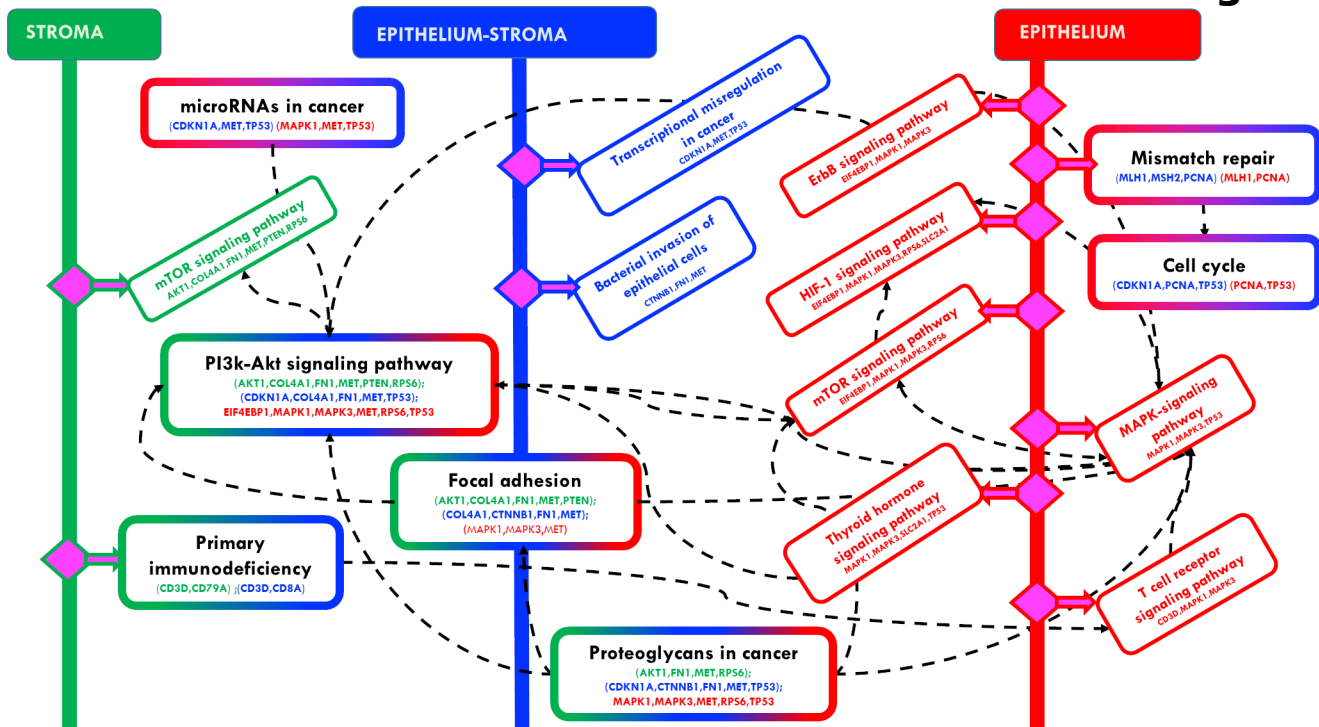 g
STROMA
EPITHELIUM-STROMA
EPITHELIUM
microRNAs in cancer
(CDKN1A,MET,TP53) (MAPK1,MET,TP53)
Transcriptional misregulation
in cancer
CDKN1A,MET,TP53
ErbB signaling pathway
EIF4EBP1,MAPK1,MAPK3
Mismatch repair
(MLH1,MSH2,PCNA) (MLH1,PCNA)
mTOR signaling pathway
AKT1,COL4A1,FN1,MET,PTEN,RPS6
Bacterial invasion of
epithelial cells
CTNNB1,FN1,MET
HIF-1 signaling pathway
EIF4EBP1,MAPK1,MAPK3,RPS6,SLC2A1
Cell cycle
(CDKN1A,PCNA,TP53) (PCNA,TP53)
PI3k-Akt signaling pathway
(AKT1,COL4A1,FN1,MET,PTEN,RPS6);
(CDKN1A,COL4A1,FN1,MET,TP53);
EIF4EBP1,MAPK1,MAPK3,MET,RPS6,TP53
mTOR signaling pathway
EIF4EBP1,MAPK1,MAPK3,RPS6
MAPK-signaling
pathway
MAPK1,MAPK3,TP53
Focal adhesion
(AKT1,COL4A1,FN1,MET,PTEN);
(COL4A1,CTNNB1,FN1,MET);
(MAPK1,MAPK3,MET)
Thyroid hormone
signaling pathway
MAPK1,MAPK3,SLC2A1,TP53
Primary
immunodeficiency
(CD3D,CD79A) ;(CD3D,CD8A)
T cell receptor
signaling pathway
CD3D,MAPK1,MAPK3
Proteoglycans in cancer
(AKT1,FN1,MET,RPS6);
(CDKN1A,CTNNB1,FN1,MET,TP53);
MAPK1,MAPK3,MET,RPS6,TP53